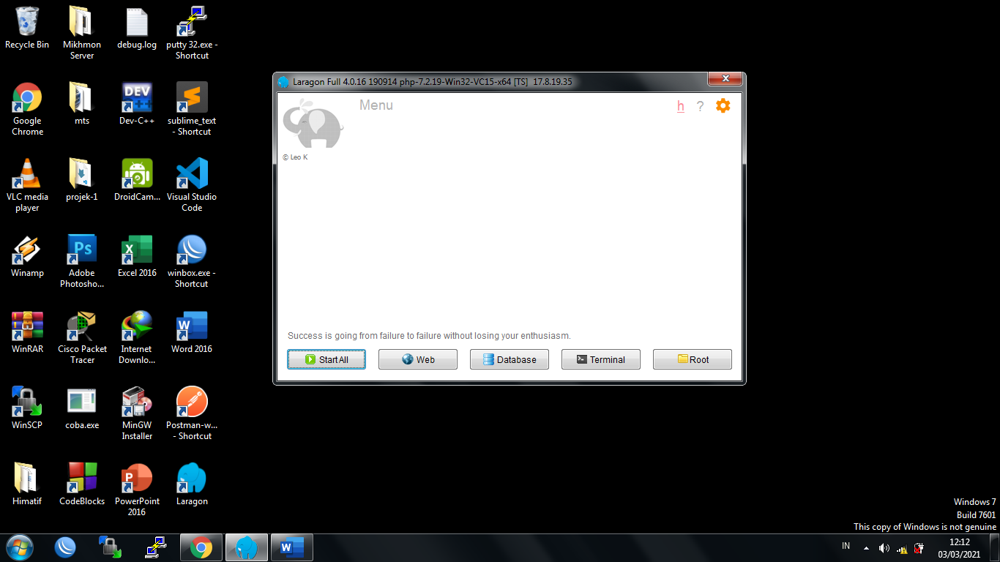 Recycle Bin
Mikhmon
Server
debug.log
putty 32.exe -
Shortcut
Google
Chrome
mts
DEV
Dev-C++
sublime_text
- Shortcut
VLC media
player
projek-1
DroidCam...
Visual Studio
Code
Winamp
Ps
Adobe
Photosho...
X
Excel 2016
winbox.exe -
Shortcut
WinRAR
Cisco Packet
Tracer
Internet
Downlo...
W
Word 2016
WinSCP
coba.exe
MinGW
Installer
Postman-w...
- Shortcut
Himatif
CodeBlocks
P
PowerPoint
2016
Laragon
Laragon Full 4.0.16 190914 php-7.2.19-Win32-VC15-x64 [TS] 17.8.19.35
Menu
h ?
© Leo K
Success is going from failure to failure without losing your enthusiasm.
Start All
Web
Database
Terminal
Root
Windows 7
Build 7601
This copy of Windows is not genuine
W
IN
12:12
03/03/2021